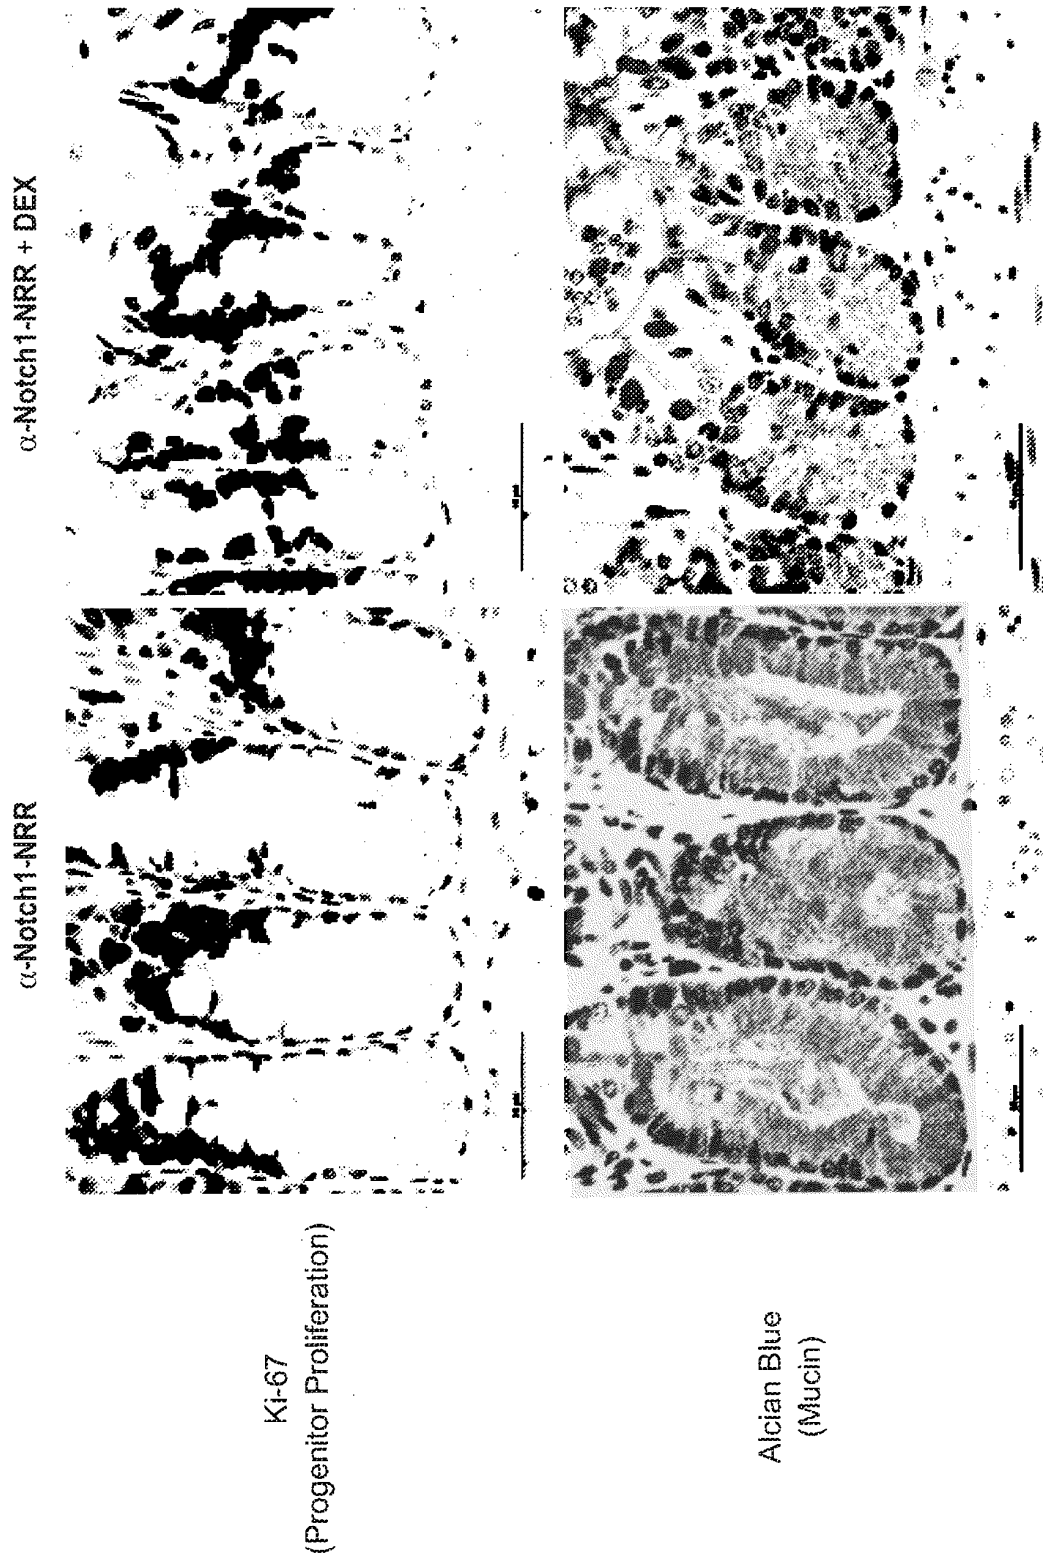 α-Notch1-NRR
α-Notch1-NRR + DEX
Ki-67
(Progenitor Proliferation)
Alcian Blue
(Mucin)